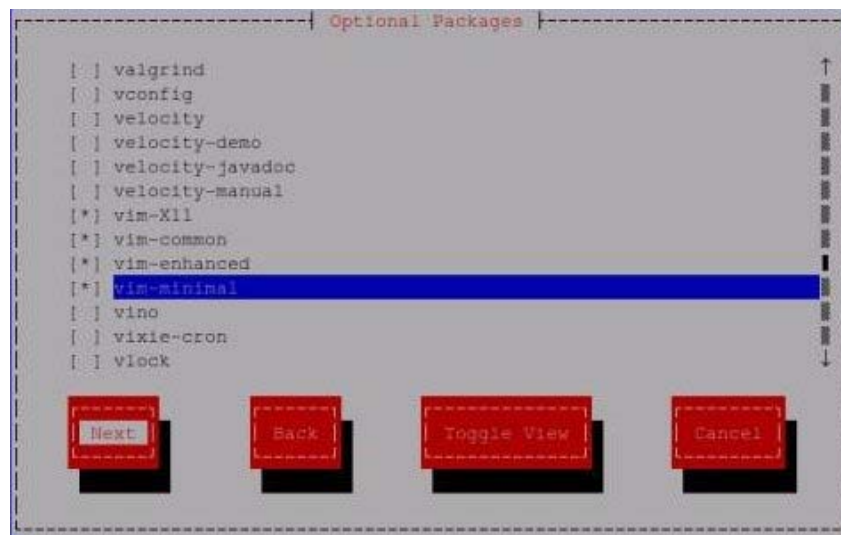 Optional Packages
[ ] valgrind
[ ] vconfig
[ ] velocity
[ ] velocity-demo
[ ] velocity-javadoc
[ ] velocity-manual
[*] vim-X11
[*] vim-common
[*] vim-enhanced
[*] vim-minimal
[ ] vino
[ ] vixie-cron
[ ] vlock
Next Back Toggle View Cancel